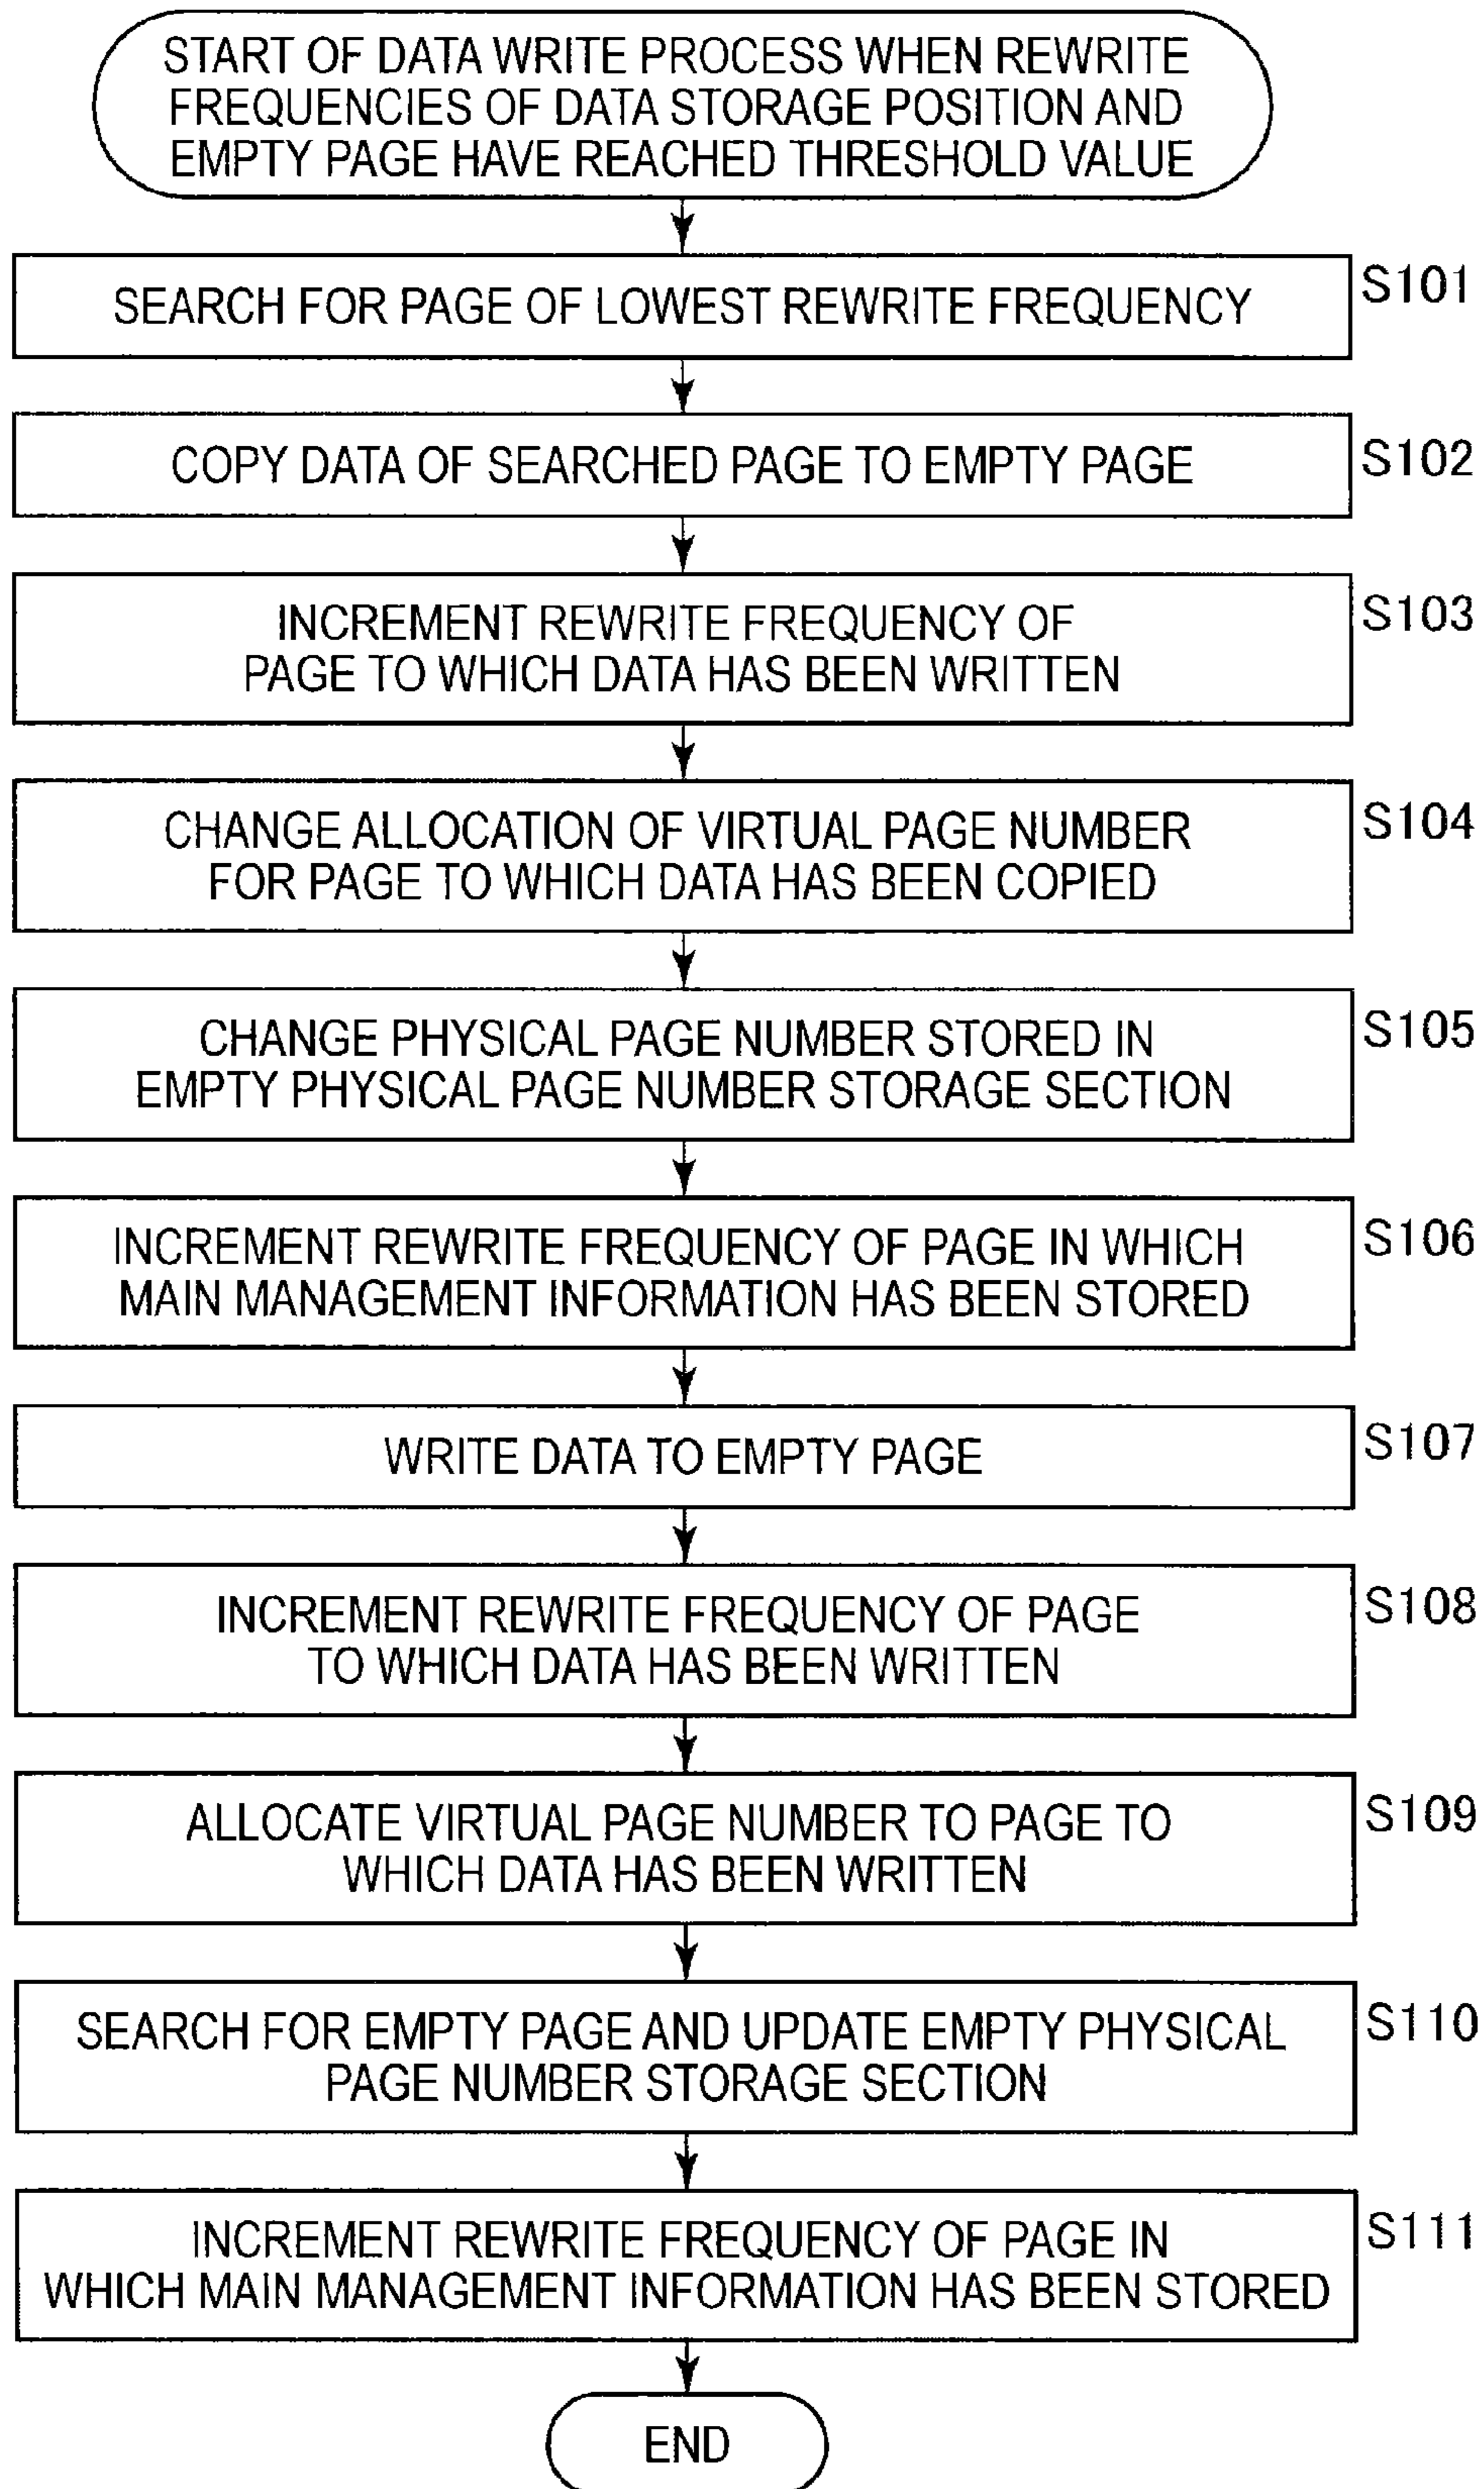 START OF DATA WRITE PROCESS WHEN REWRITE
FREQUENCIES OF DATA STORAGE POSITION AND
EMPTY PAGE HAVE REACHED THRESHOLD VALUE
SEARCH FOR PAGE OF LOWEST REWRITE FREQUENCY
S101
COPY DATA OF SEARCHED PAGE TO EMPTY PAGE
S102
INCREMENT REWRITE FREQUENCY OF
PAGE TO WHICH DATA HAS BEEN WRITTEN
S103
CHANGE ALLOCATION OF VIRTUAL PAGE NUMBER
FOR PAGE TO WHICH DATA HAS BEEN COPIED
S104
CHANGE PHYSICAL PAGE NUMBER STORED IN
EMPTY PHYSICAL PAGE NUMBER STORAGE SECTION
S105
INCREMENT REWRITE FREQUENCY OF PAGE IN WHICH
MAIN MANAGEMENT INFORMATION HAS BEEN STORED
S106
WRITE DATA TO EMPTY PAGE
S107
INCREMENT REWRITE FREQUENCY OF PAGE
TO WHICH DATA HAS BEEN WRITTEN
S108
ALLOCATE VIRTUAL PAGE NUMBER TO PAGE TO
WHICH DATA HAS BEEN WRITTEN
S109
SEARCH FOR EMPTY PAGE AND UPDATE EMPTY PHYSICAL
PAGE NUMBER STORAGE SECTION
S110
INCREMENT REWRITE FREQUENCY OF PAGE IN
WHICH MAIN MANAGEMENT INFORMATION HAS BEEN STORED
S111
END